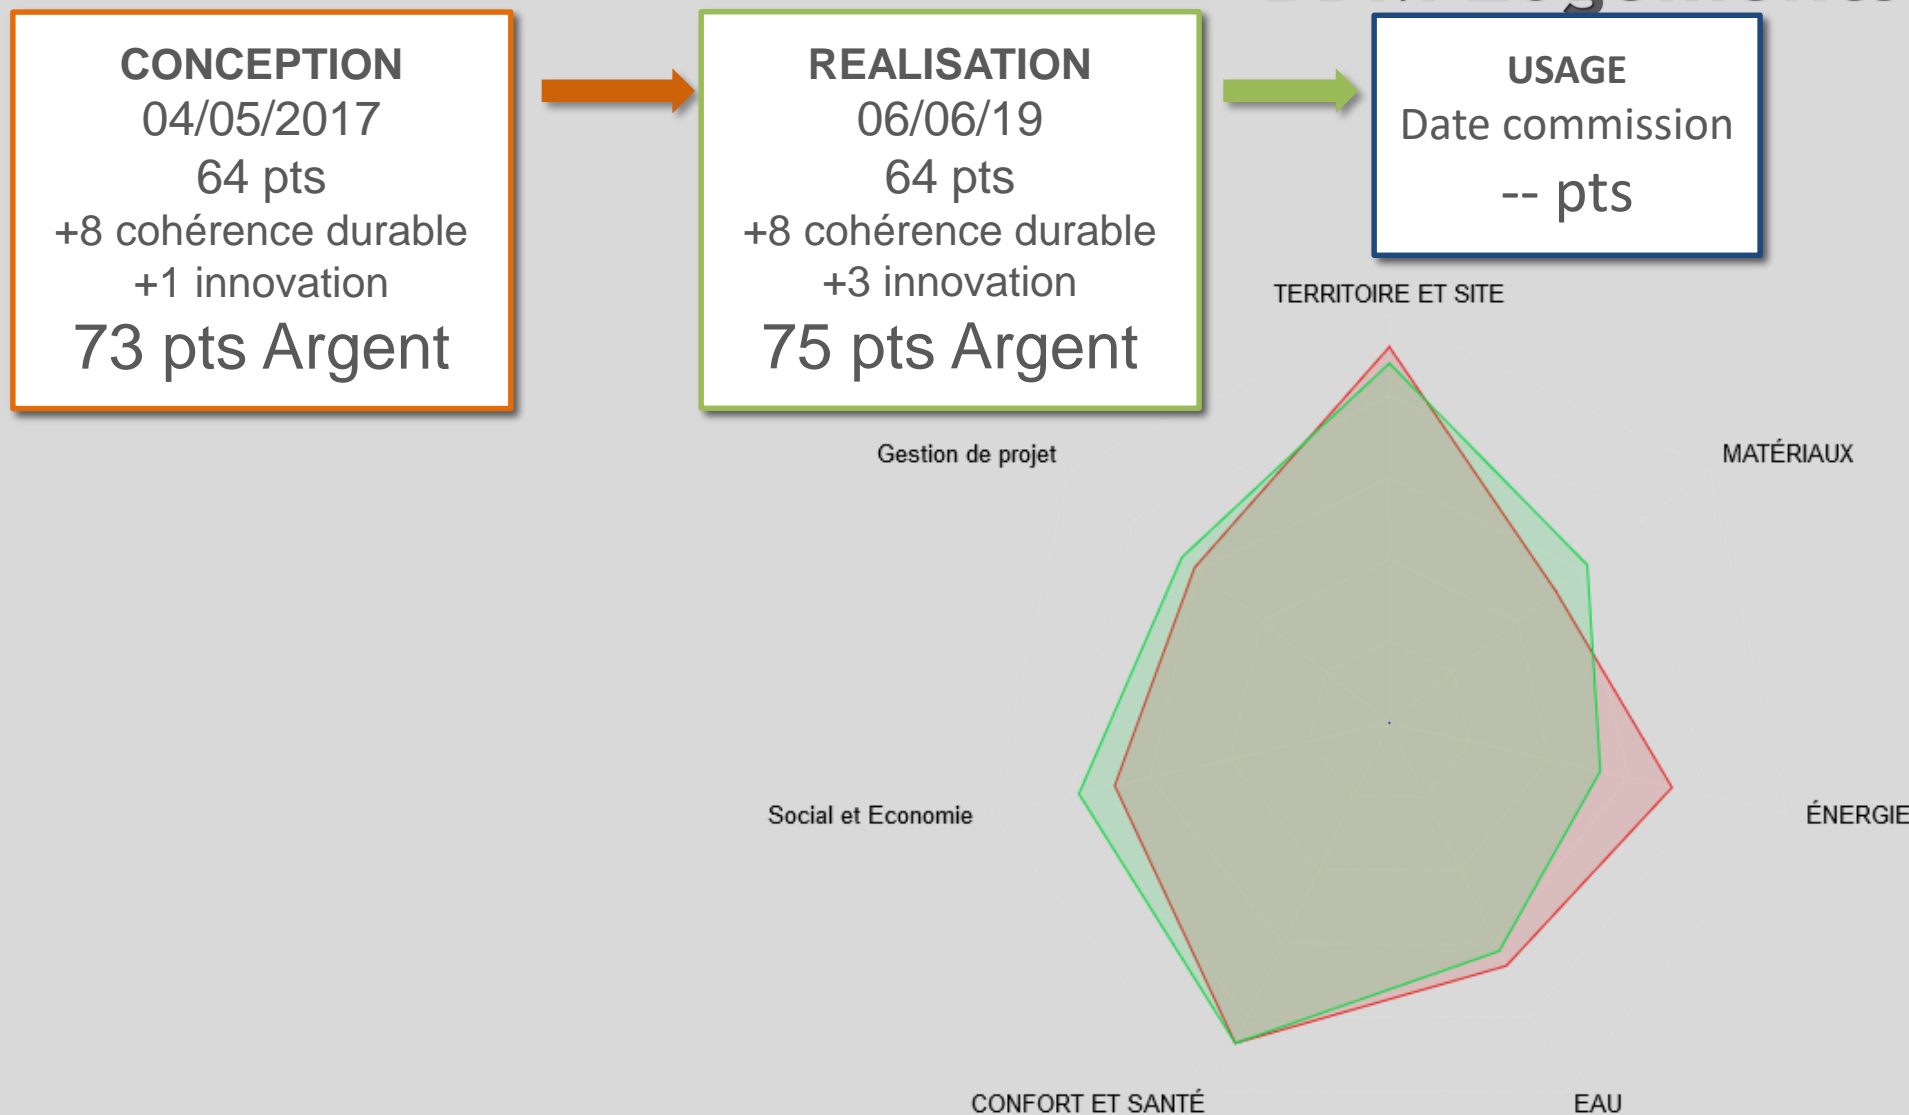 CONCEPTION
04/05/2017
64 pts
+8 cohérence durable
+1 innovation
73 pts Argent
REALISATION
06/06/19
64 pts
+8 cohérence durable
+3 innovation
75 pts Argent
USAGE
Date commission
-- pts
TERRITOIRE ET SITE
Gestion de projet
MATÉRIAUX
Social et Economie
ÉNERGIE
CONFORT ET SANTÉ
EAU